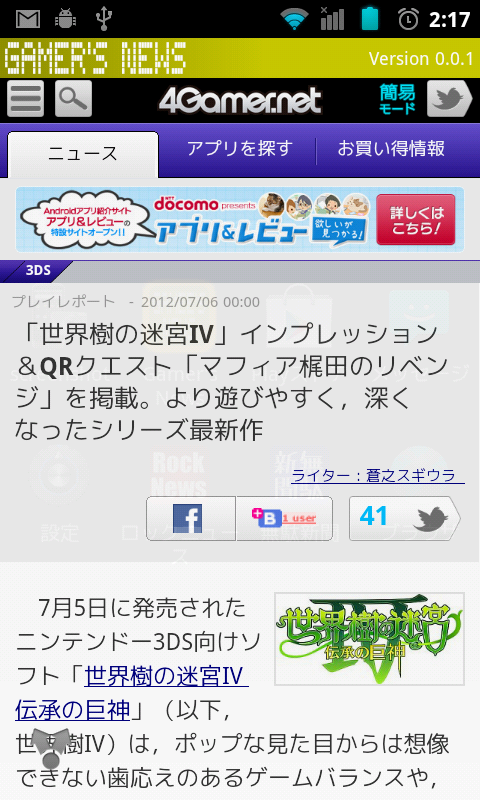 2:17
GAMER'S NEWS
Version 0.0.1
4Gamer.net
簡易
モード
ニュース
アプリを探す
お買い得情報
Androidアプリ紹介サイト
アプリ&レビューの
特設サイトオープン!!
docomo presents
アプリ&レビュー
欲しいが
見つかる!
詳しくは
こちら!
3DS
プレイレポート - 2012/07/06 00:00
「世界樹の迷宮IV」インプレッション
&QRクエスト「マフィア梶田のリベン
ジ」を掲載。より遊びやすく，深く
なったシリーズ最新作
Rock
News
設定
ライター：蒼之スギウラ
f
B! 1 user
41
7月5日に発売された
ニンテンドー3DS向けソ
フト「世界樹の迷宮IV
伝承の巨神」（以下，
世界樹の迷宮IV
伝承の巨神
世界樹IV）は，ポップな見た目からは想像
できない歯応えのあるゲームバランスや，